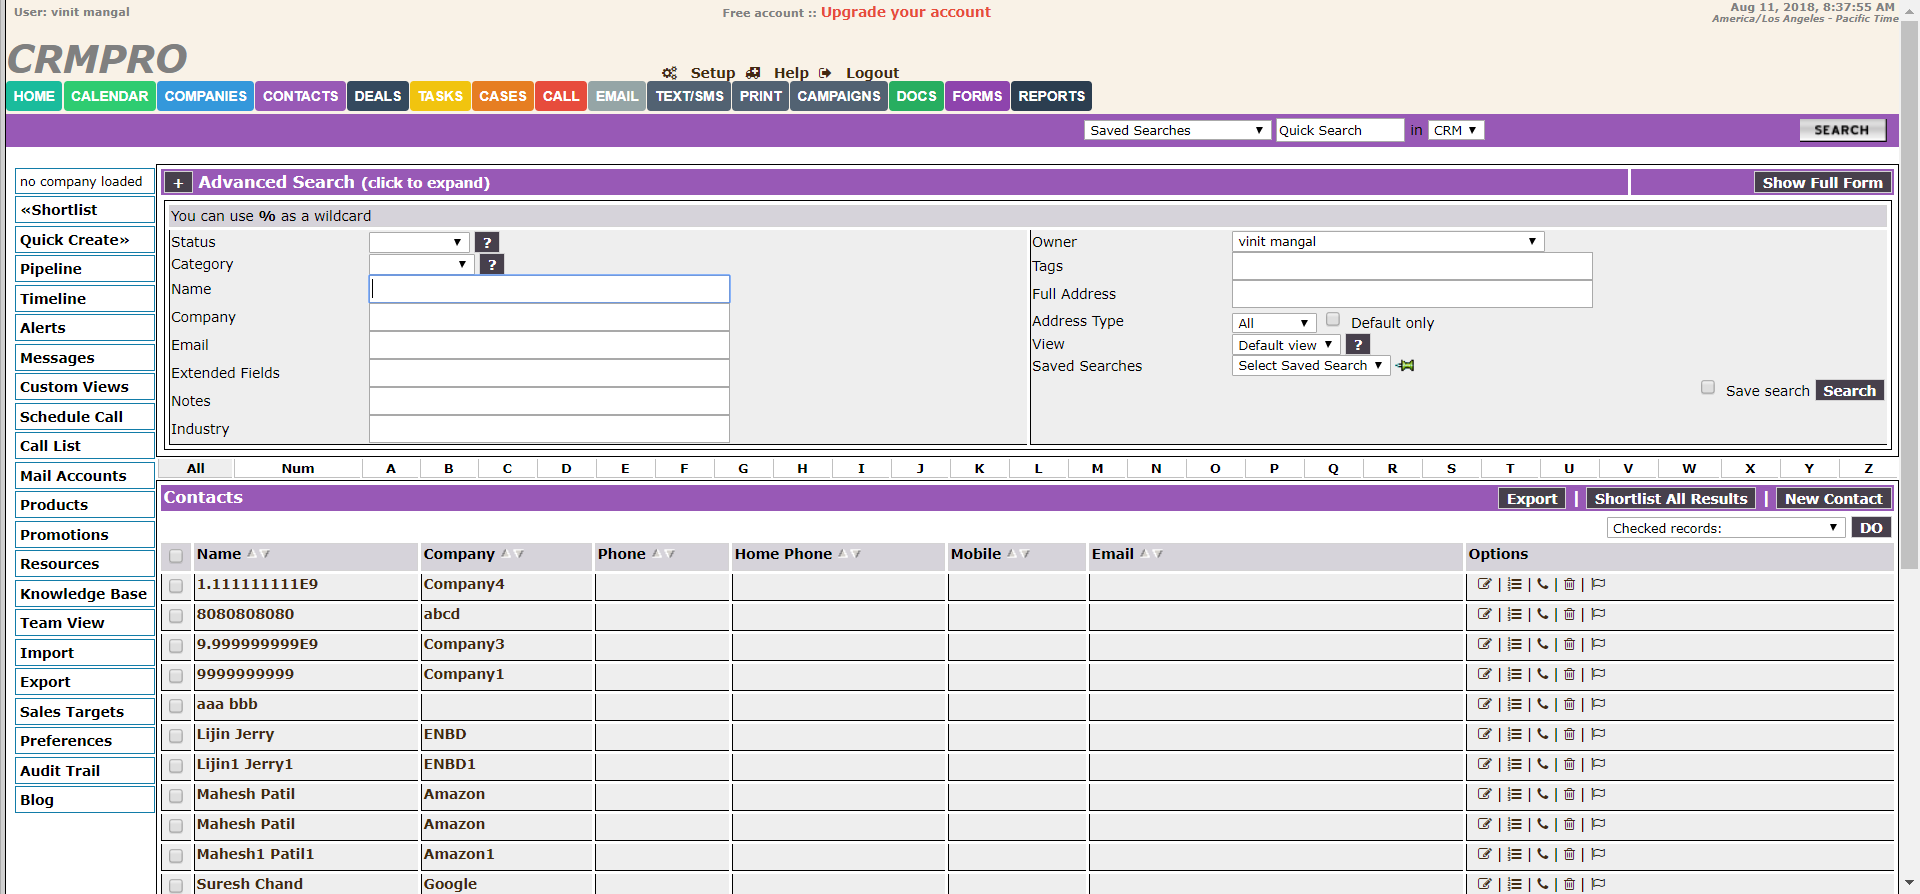 User: vinit mangal
Free account :: Upgrade your account
Aug 11, 2018, 8:37:55 AM
America/Los Angeles - Pacific Time
CRMPRO
Setup Help Logout
HOME CALENDAR COMPANIES CONTACTS DEALS TASKS CASES CALL EMAIL TEXT/SMS PRINT CAMPAIGNS DOCS FORMS REPORTS
Saved Searches Quick Search in CRM SEARCH
no company loaded
«Shortlist
Quick Create»
Pipeline
Timeline
Alerts
Messages
Custom Views
Schedule Call
Call List
Mail Accounts
Products
Promotions
Resources
Knowledge Base
Team View
Import
Export
Sales Targets
Preferences
Audit Trail
Blog
+ Advanced Search (click to expand) Show Full Form
You can use % as a wildcard
Status ?
Category ?
Name
Company
Email
Extended Fields
Notes
Industry
Owner vinit mangal
Tags
Full Address
Address Type All Default only
View Default view ?
Saved Searches Select Saved Search
Save search Search
All Num A B C D E F G H I J K L M N O P Q R S T U V W X Y Z
Contacts Export | Shortlist All Results | New Contact
Checked records: DO
Name Company Phone Home Phone Mobile Email Options
1.111111111E9 Company4 | | | |
8080808080 abcd | | | |
9.999999999E9 Company3 | | | |
9999999999 Company1 | | | |
aaa bbb | | | |
Lijin Jerry ENBD | | | |
Lijin1 Jerry1 ENBD1 | | | |
Mahesh Patil Amazon | | | |
Mahesh Patil Amazon | | | |
Mahesh1 Patil1 Amazon1 | | | |
Suresh Chand Google | | | |